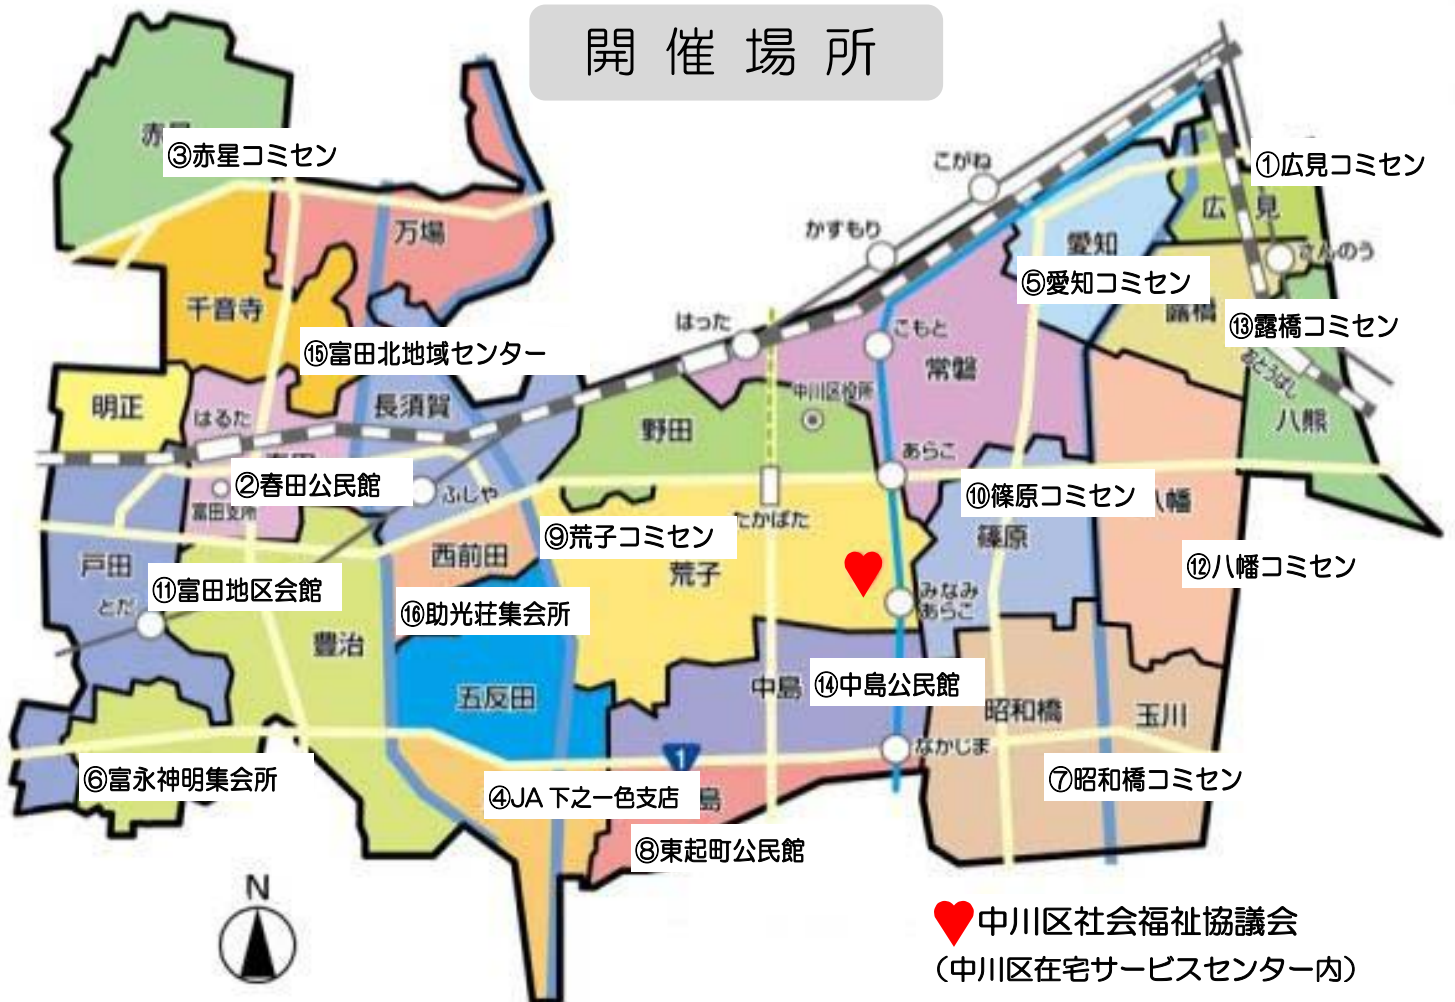 開催場所
③赤星コミセン
こがね
①広見コミセン
かすもり
広見
万場
愛知
さんのう
⑤愛知コミセン
千音寺
はった
こもと
⑬露橋コミセン
⑮富田北地域センター
常磐
中川区役所
明正
はるた
長須賀
野田
八熊
あらこ
②春田公民館
ふしや
⑩篠原コミセン
富田支所
たかばた
⑨荒子コミセン
篠原
戸田
西前田
荒子
⑫八幡コミセン
⑪富田地区会館
とだ
⑯助光荘集会所
みなみ
あらこ
豊治
五反田
中島
⑭中島公民館
昭和橋
玉川
なかじま
1
⑥富永神明集会所
⑦昭和橋コミセン
④JA 下之一色支店
島
⑧東起町公民館
N
中川区社会福祉協議会
（中川区在宅サービスセンター内）